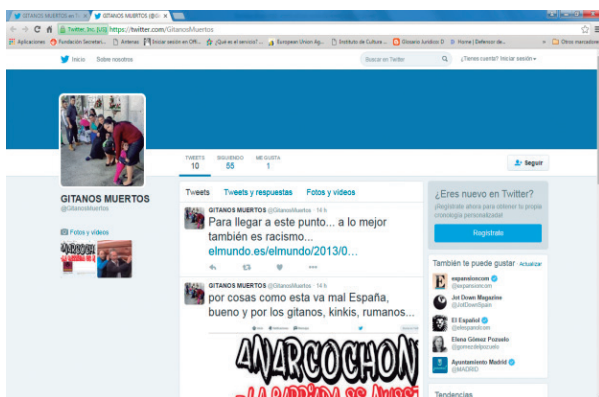 GITANOS MUERTOS en T
GITANOS MUERTOS (@G
Twitter, Inc. [US] https://twitter.com/GitanosMuertos
Aplicaciones Fundación Secretari... Antenas Iniciar sesión en Offi... ¿Qué es el servicio? ... European Union Ag... Instituto de Cultura ... Glosario Jurídico D Home | Defensor de... » Otros marcadores
Inicio Sobre nosotros Buscar en Twitter ¿Tienes cuenta? Iniciar sesión
TWEETS SIGUIENDO ME GUSTA
10 55 1
Seguir
GITANOS MUERTOS
@GitanosMuertos
Fotos y vídeos
Tweets Tweets y respuestas Fotos y vídeos
GITANOS MUERTOS @GitanosMuertos · 14 h
Para llegar a este punto... a lo mejor
también es racismo...
elmundo.es/elmundo/2013/0...
GITANOS MUERTOS @GitanosMuertos · 14 h
por cosas como esta va mal España,
bueno y por los gitanos, kinkis, rumanos...
ANARCOCHON
¿Eres nuevo en Twitter?
¡Regístrate ahora para obtener tu propia
cronología personalizada!
Regístrate
También te puede gustar · Actualizar
expansioncom
@expansioncom
Jot Down Magazine
@JotDownSpain
El Español
@elespanolcom
Elena Gómez Pozuelo
@gomezdelpozuelo
Ayuntamiento Madrid
@MADRID
Tendencias